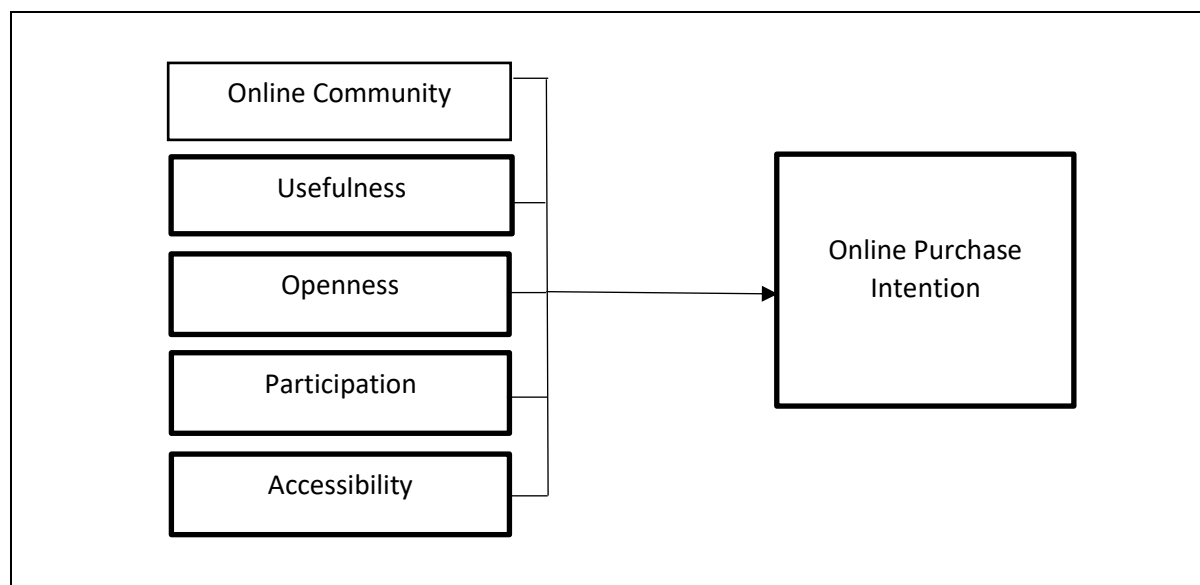 Online Community
Usefulness
Openness
Participation
Accessibility
Online Purchase
Intention